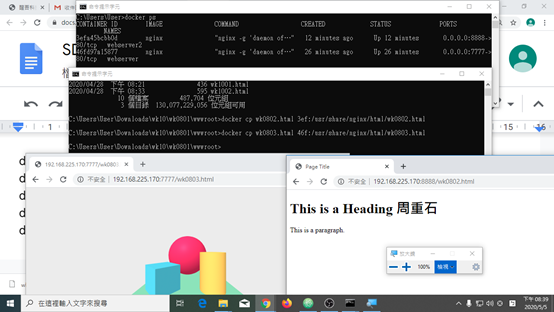 命令提示字元
C:\Users\User>docker ps
CONTAINER ID IMAGE COMMAND CREATED STATUS PORTS
NAMES
3efa45bcbb0d nginx "nginx -g 'daemon of…" 12 minutes ago Up 12 minutes 0.0.0.0:8888->
80/tcp webserver2
46fd97a15877 nginx "nginx -g 'daemon of…" 26 minutes ago Up 26 minutes 0.0.0.0:7777->
80/tcp webserver
命令提示字元
2020/04/28 下午 08:21 436 wk1001.html
2020/04/28 下午 08:33 595 wk1002.html
10 個檔案 487,704 位元組
3 個目錄 130,077,229,056 位元組可用
C:\Users\User\Downloads\wk10\wk0801\wwwroot>docker cp wk0802.html 3ef:/usr/share/nginx/html/wk0802.html
C:\Users\User\Downloads\wk10\wk0801\wwwroot>docker cp wk0803.html 46f:/usr/share/nginx/html/wk0803.html
C:\Users\User\Downloads\wk10\wk0801\wwwroot>
15 16
192.168.225.170:7777/wk0803.html
不安全 | 192.168.225.170:7777/wk0803.html
Page Title
不安全 | 192.168.225.170:8888/wk0802.html
This is a Heading 周重石
This is a paragraph.
放大鏡
100% 檢視
在這裡輸入文字來搜尋
下午 08:39
2020/5/5